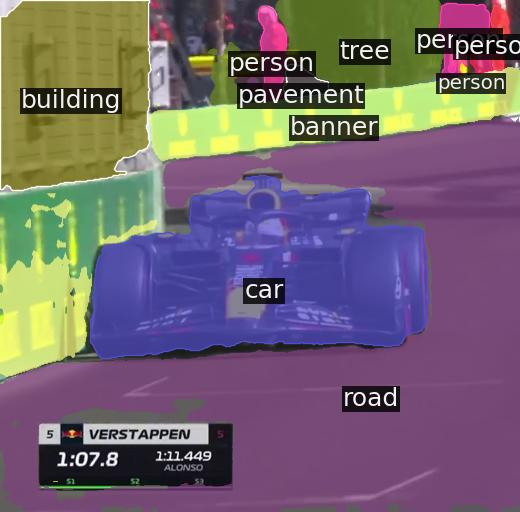 person
tree
person
person
building
pavement
person
banner
car
road
5 VERSTAPPEN 5
1:07.8 1:11.449
ALONSO
S1 S2 S3